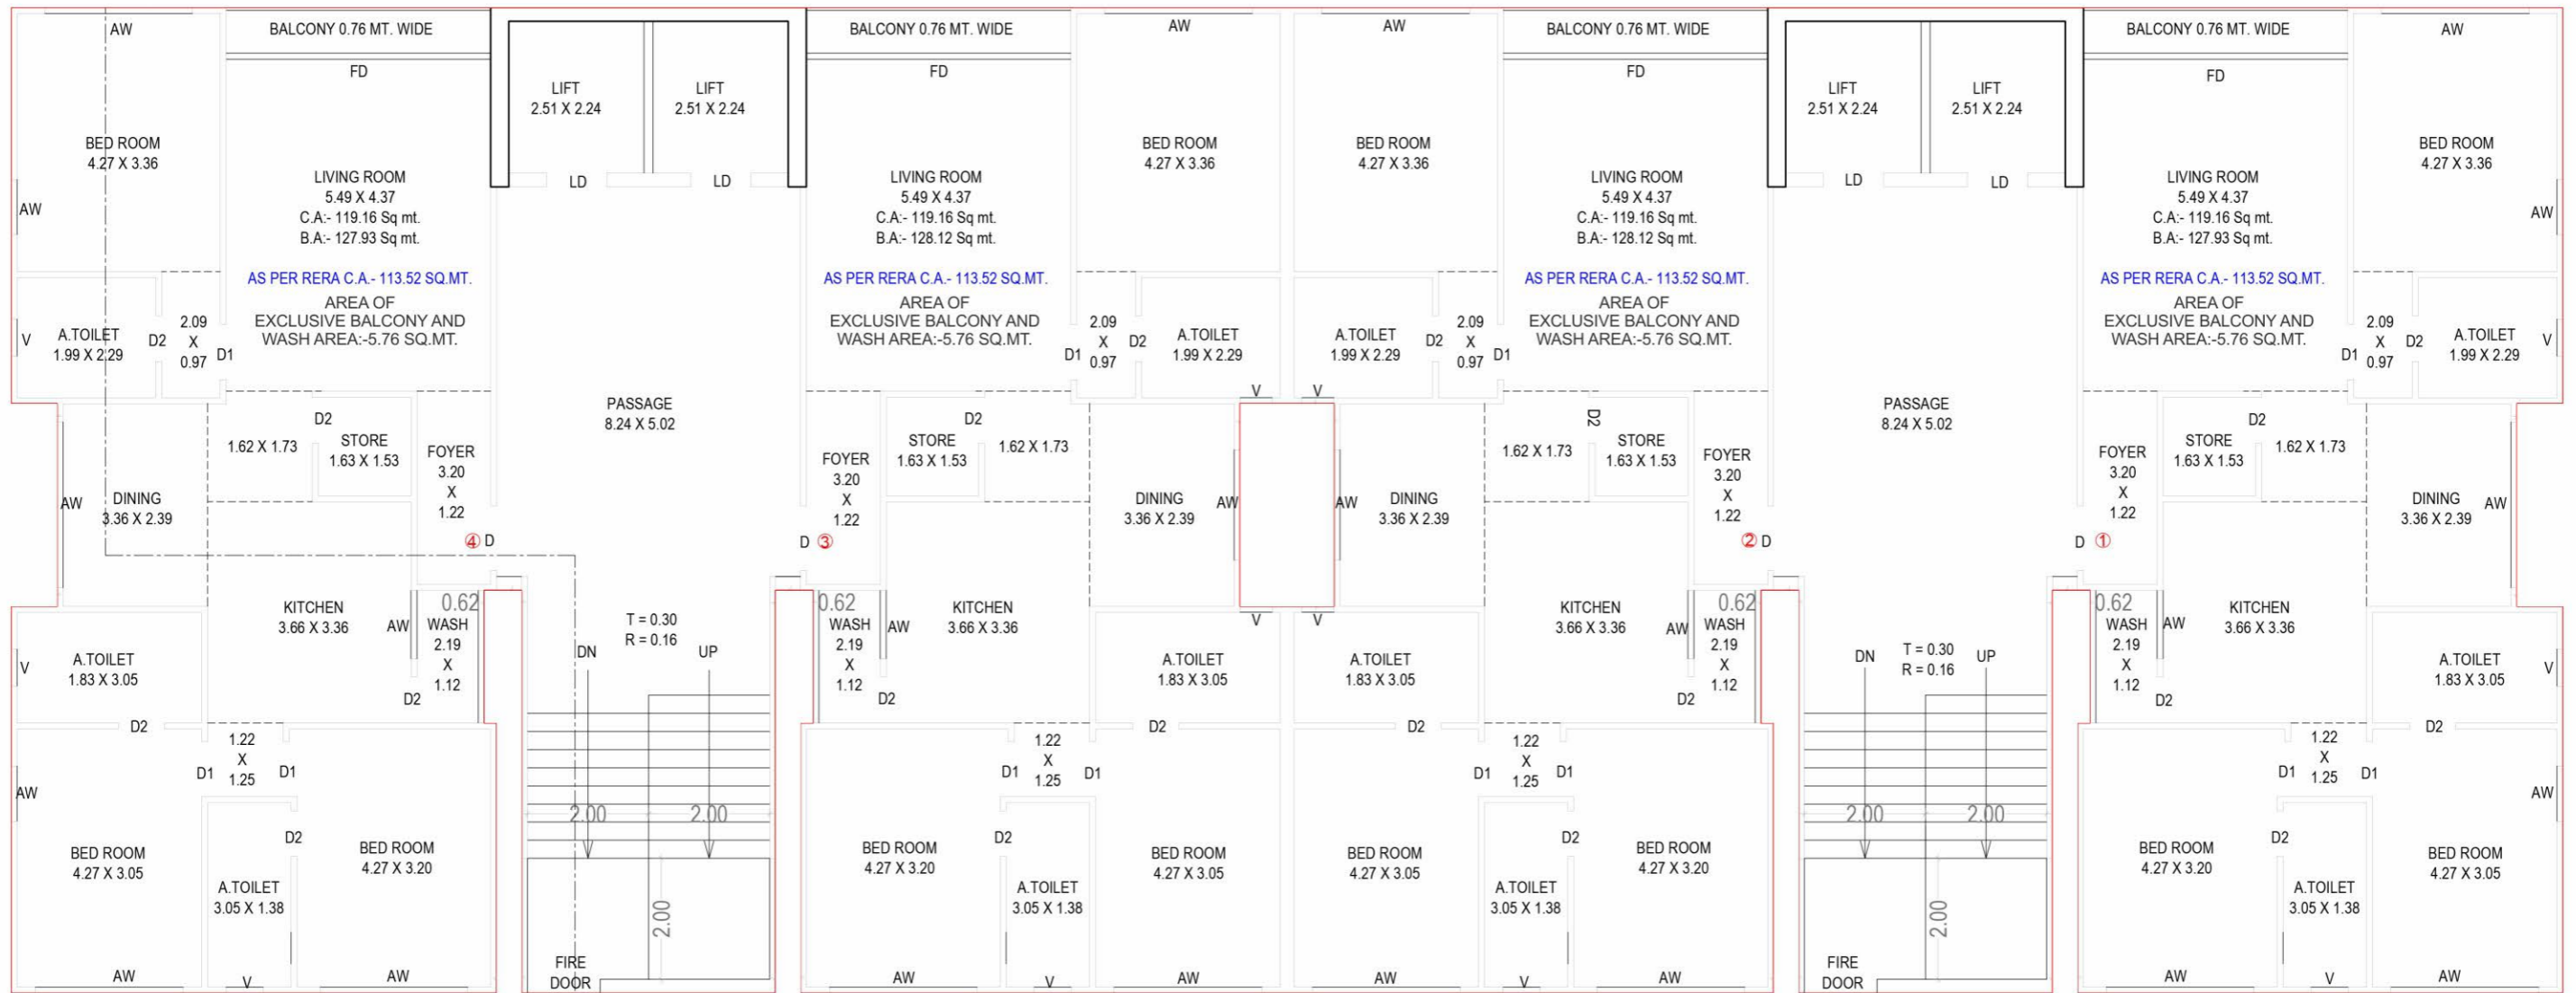 AW
BALCONY 0.76 MT. WIDE
FD
BED ROOM
4.27 X 3.36
AW
LIVING ROOM
5.49 X 4.37
C.A:- 119.16 Sq mt.
B.A:- 127.93 Sq mt.
AS PER RERA C.A.- 113.52 SQ.MT.
AREA OF
EXCLUSIVE BALCONY AND
WASH AREA:-5.76 SQ.MT.
V
A.TOILET
1.99 X 2.29
D2
2.09
X
0.97
D1
D2
1.62 X 1.73
STORE
1.63 X 1.53
FOYER
3.20
X
1.22
④ D
AW
DINING
3.36 X 2.39
KITCHEN
3.66 X 3.36
AW
0.62
WASH
2.19
X
1.12
D2
V
A.TOILET
1.83 X 3.05
D2
1.22
X
1.25
D1
D1
AW
BED ROOM
4.27 X 3.05
D2
A.TOILET
3.05 X 1.38
BED ROOM
4.27 X 3.20
AW
V
AW
LIFT
2.51 X 2.24
LIFT
2.51 X 2.24
LD
LD
PASSAGE
8.24 X 5.02
T = 0.30
R = 0.16
DN
UP
2.00
2.00
2.00
FIRE
DOOR
BALCONY 0.76 MT. WIDE
FD
AW
BED ROOM
4.27 X 3.36
LIVING ROOM
5.49 X 4.37
C.A:- 119.16 Sq mt.
B.A:- 128.12 Sq mt.
AS PER RERA C.A.- 113.52 SQ.MT.
AREA OF
EXCLUSIVE BALCONY AND
WASH AREA:-5.76 SQ.MT.
D1
2.09
X
0.97
D2
A.TOILET
1.99 X 2.29
V
FOYER
3.20
X
1.22
D ③
STORE
1.63 X 1.53
D2
1.62 X 1.73
DINING
3.36 X 2.39
AW
0.62
WASH
2.19
X
1.12
AW
D2
KITCHEN
3.66 X 3.36
V
A.TOILET
1.83 X 3.05
D2
1.22
X
1.25
D1
D1
BED ROOM
4.27 X 3.20
D2
A.TOILET
3.05 X 1.38
BED ROOM
4.27 X 3.05
AW
V
AW
AW
BALCONY 0.76 MT. WIDE
FD
BED ROOM
4.27 X 3.36
LIVING ROOM
5.49 X 4.37
C.A:- 119.16 Sq mt.
B.A:- 128.12 Sq mt.
AS PER RERA C.A.- 113.52 SQ.MT.
AREA OF
EXCLUSIVE BALCONY AND
WASH AREA:-5.76 SQ.MT.
A.TOILET
1.99 X 2.29
D2
2.09
X
0.97
D1
V
D2
1.62 X 1.73
STORE
1.63 X 1.53
FOYER
3.20
X
1.22
② D
AW
DINING
3.36 X 2.39
KITCHEN
3.66 X 3.36
AW
0.62
WASH
2.19
X
1.12
D2
V
A.TOILET
1.83 X 3.05
D2
1.22
X
1.25
D1
D1
BED ROOM
4.27 X 3.05
D2
A.TOILET
3.05 X 1.38
BED ROOM
4.27 X 3.20
AW
V
AW
LIFT
2.51 X 2.24
LIFT
2.51 X 2.24
LD
LD
PASSAGE
8.24 X 5.02
T = 0.30
R = 0.16
DN
UP
2.00
2.00
2.00
FIRE
DOOR
BALCONY 0.76 MT. WIDE
FD
AW
BED ROOM
4.27 X 3.36
AW
LIVING ROOM
5.49 X 4.37
C.A:- 119.16 Sq mt.
B.A:- 127.93 Sq mt.
AS PER RERA C.A.- 113.52 SQ.MT.
AREA OF
EXCLUSIVE BALCONY AND
WASH AREA:-5.76 SQ.MT.
D1
2.09
X
0.97
D2
A.TOILET
1.99 X 2.29
V
FOYER
3.20
X
1.22
D ①
STORE
1.63 X 1.53
D2
1.62 X 1.73
DINING
3.36 X 2.39
AW
0.62
WASH
2.19
X
1.12
AW
D2
KITCHEN
3.66 X 3.36
A.TOILET
1.83 X 3.05
V
D2
1.22
X
1.25
D1
D1
AW
BED ROOM
4.27 X 3.20
D2
A.TOILET
3.05 X 1.38
BED ROOM
4.27 X 3.05
AW
V
AW